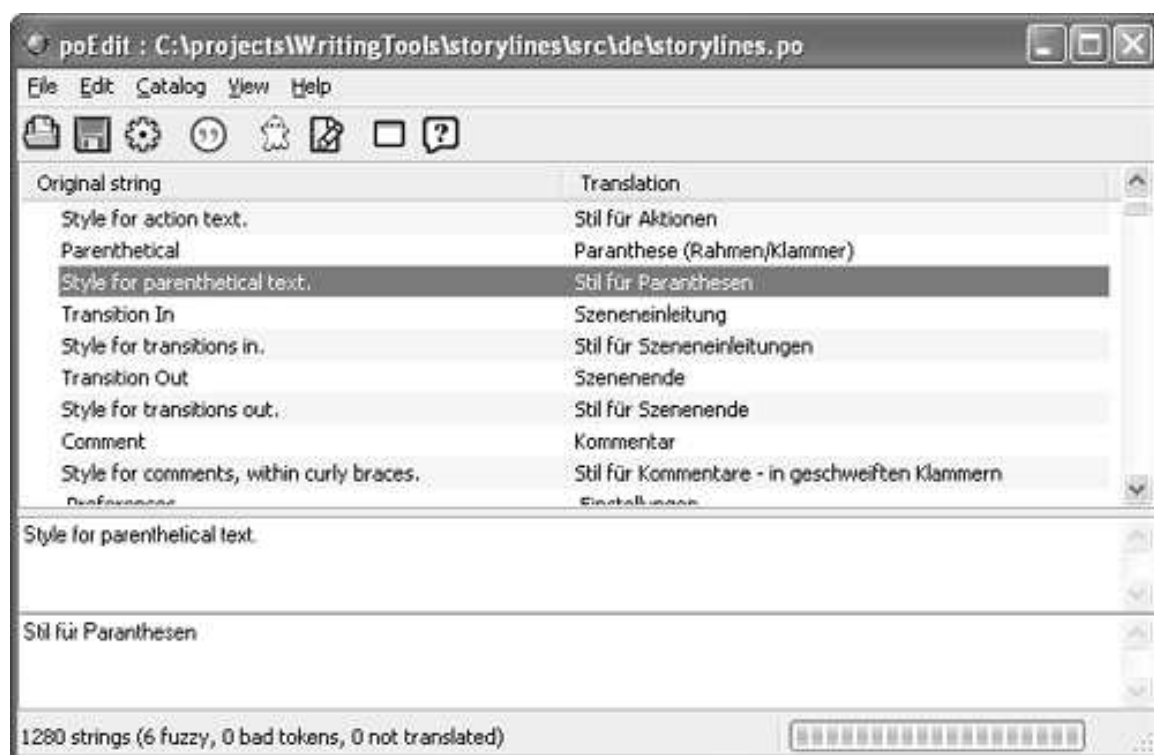 poEdit : C:\projects\WritingTools\storylines\src\de\storylines.po
File Edit Catalog View Help
Original string Translation
Style for action text. Stil für Aktionen
Parenthetical Paranthese (Rahmen/Klammer)
Style for parenthetical text. Stil für Paranthesen
Transition In Szeneneinleitung
Style for transitions in. Stil für Szeneneinleitungen
Transition Out Szenenende
Style for transitions out. Stil für Szenenende
Comment Kommentar
Style for comments, within curly braces. Stil für Kommentare - in geschweiften Klammern
Preferences Einstellungen
Style for parenthetical text.
Stil für Paranthesen
1280 strings (6 fuzzy, 0 bad tokens, 0 not translated)